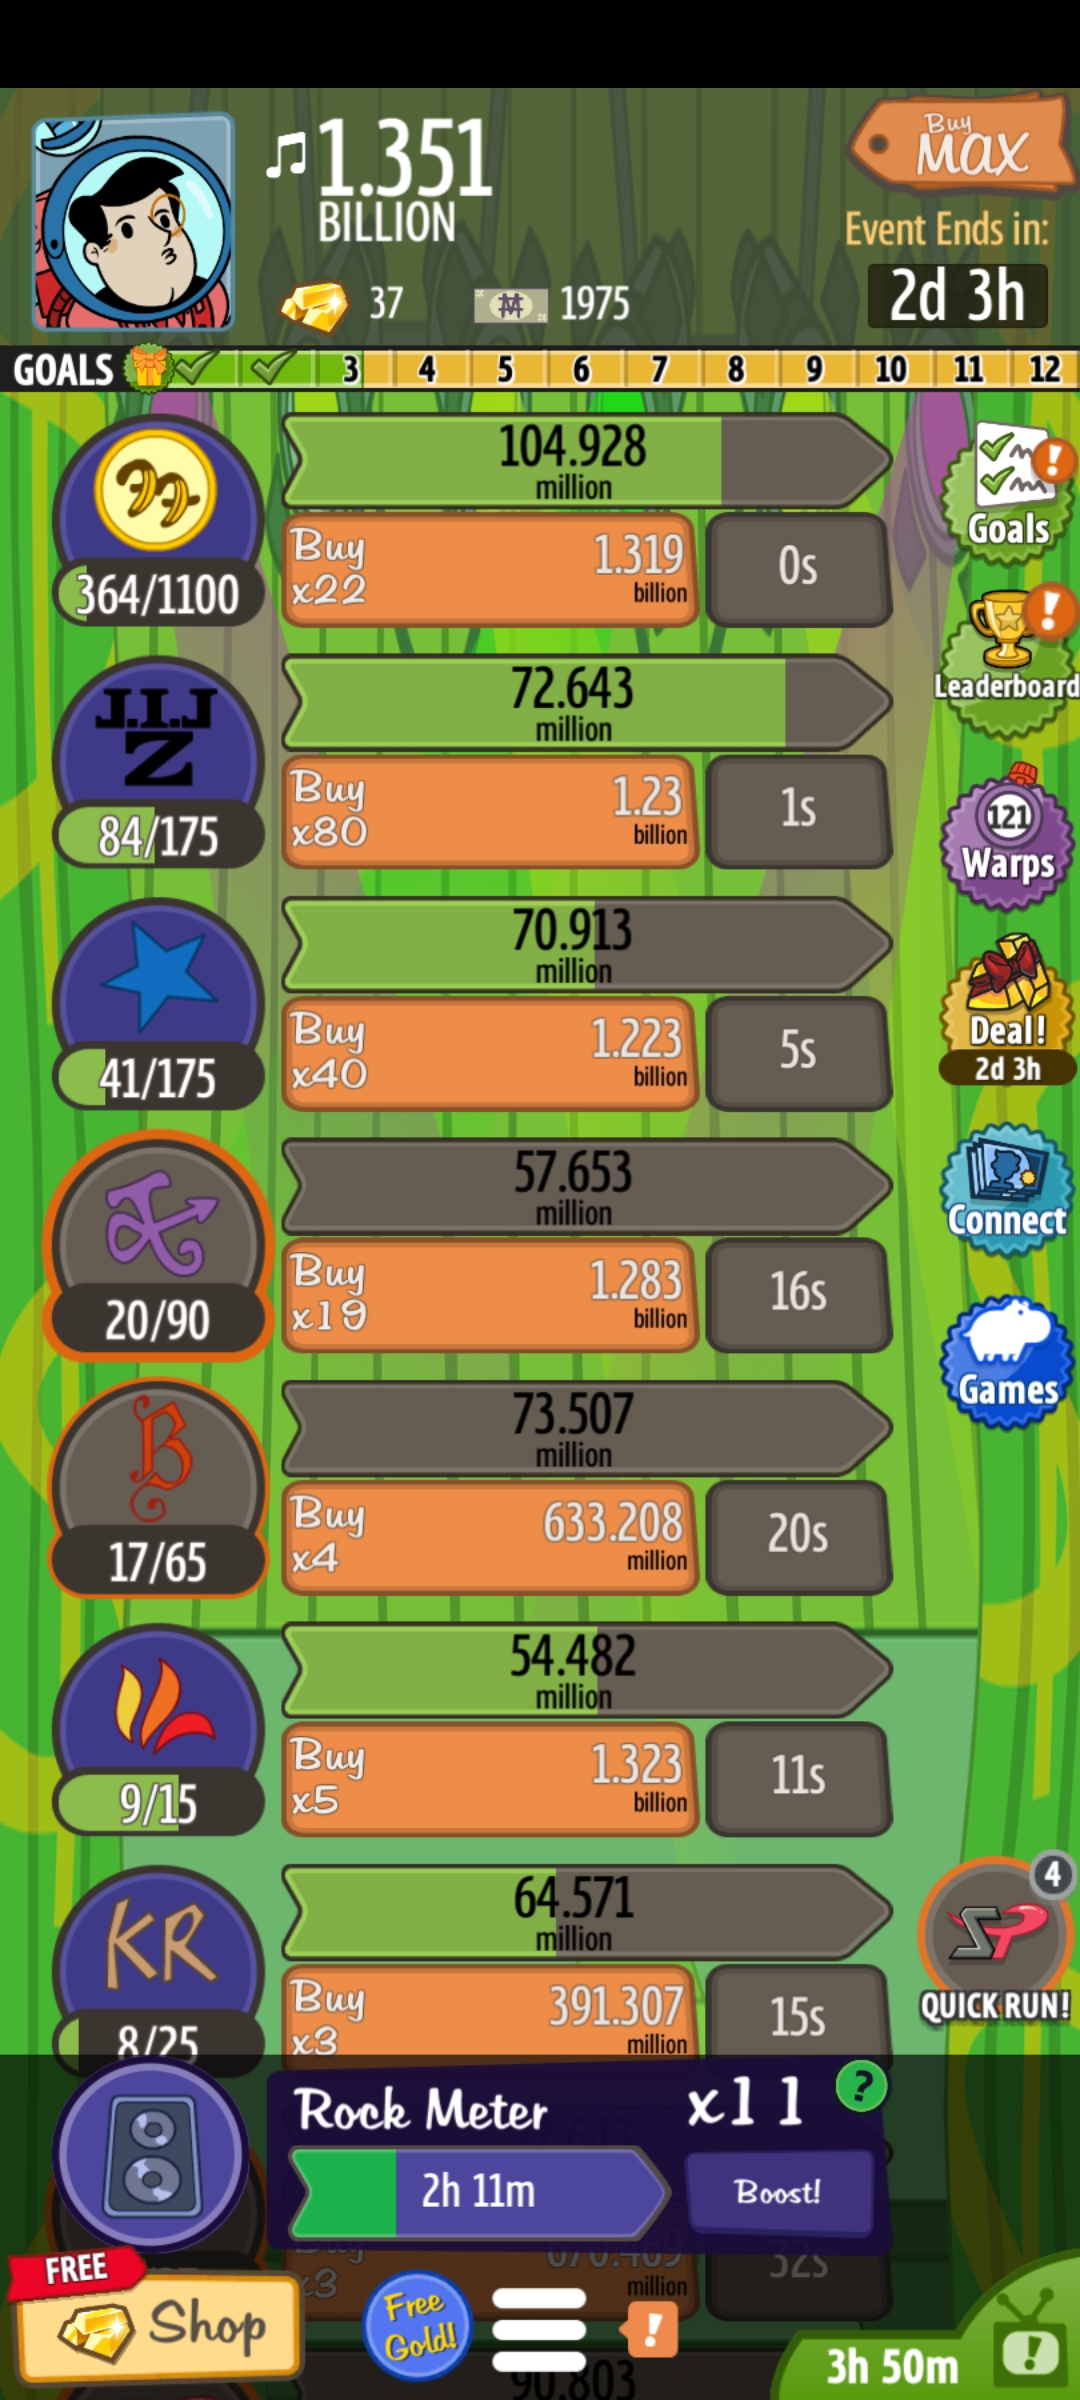 1.351
BILLION
Buy
MAX
Event Ends in:
2d 3h
37
1975
GOALS 3 4 5 6 7 8 9 10 11 12
104.928
million
364/1100
Buy
x22
1.319
billion
0s
Goals
J.I.J
Z
72.643
million
84/175
Buy
x80
1.23
billion
1s
Leaderboard
121
Warps
70.913
million
41/175
Buy
x40
1.223
billion
5s
Deal!
2d 3h
57.653
million
20/90
Buy
x19
1.283
billion
16s
Connect
B
73.507
million
17/65
Buy
x4
633.208
million
20s
Games
54.482
million
9/15
Buy
x5
1.323
billion
11s
KR
64.571
million
8/25
Buy
x3
391.307
million
15s
4
QUICK RUN!
Rock Meter
x11
?
2h 11m
Boost!
Buy
x3
million
32s
FREE
Shop
Free
Gold!
!
90.803
3h 50m
!